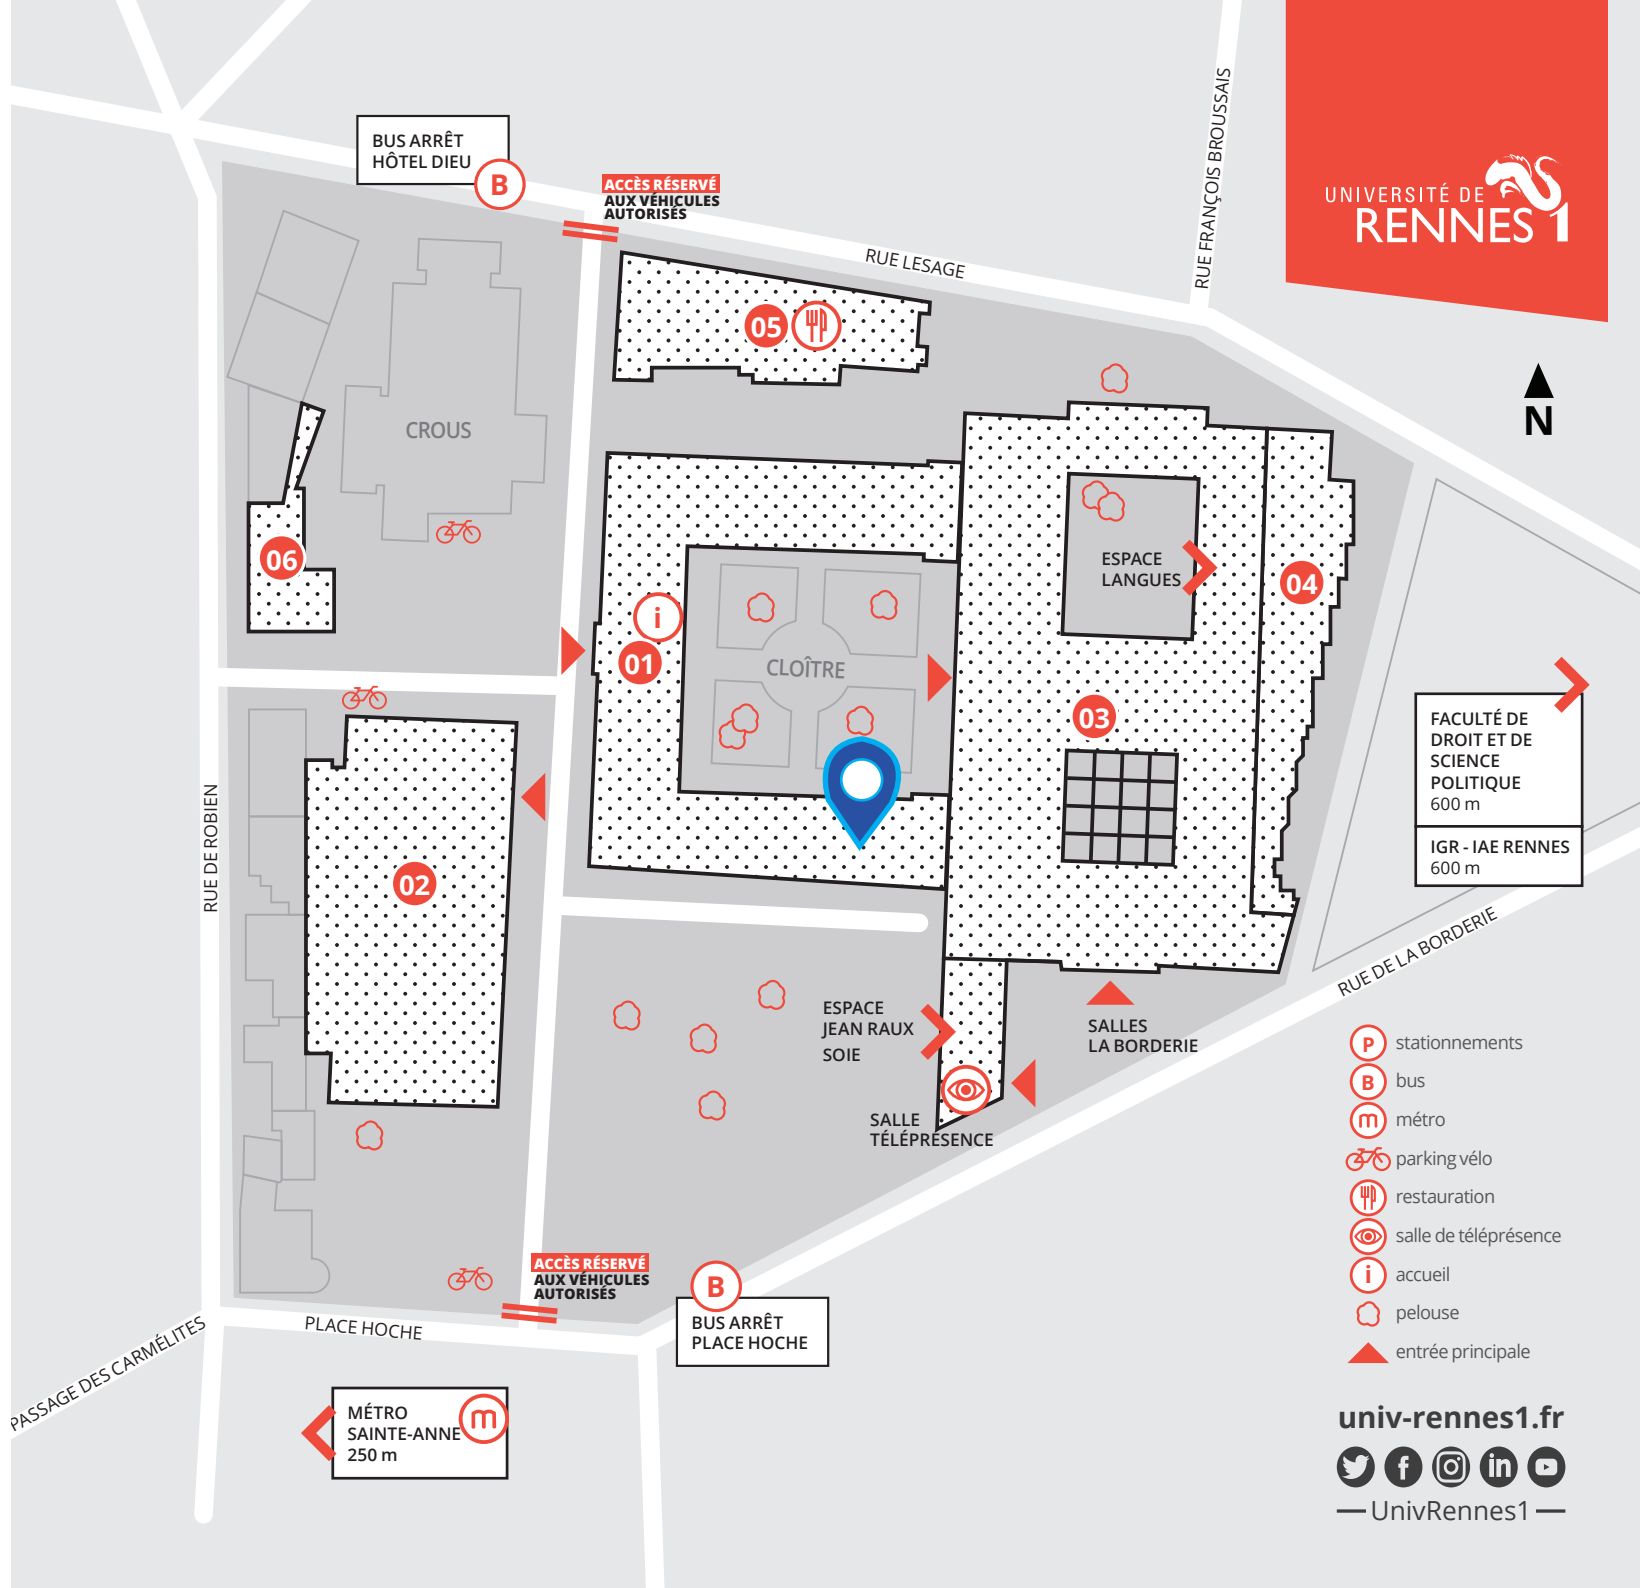 BUS ARRÊT
HÔTEL DIEU
B
ACCÈS RÉSERVÉ
AUX VÉHICULES
AUTORISÉS
RUE LESAGE
RUE FRANÇOIS BROUSSAIS
UNIVERSITÉ DE
RENNES 1
N
05
CROUS
06
ESPACE
LANGUES
04
i
01
CLOÎTRE
03
FACULTÉ DE
DROIT ET DE
SCIENCE
POLITIQUE
600 m
IGR - IAE RENNES
600 m
RUE DE ROBIEN
02
RUE DE LA BORDERIE
ESPACE
JEAN RAUX
SOIE
SALLES
LA BORDERIE
SALLE
TÉLÉPRÉSENCE
P stationnements
B bus
m métro
parking vélo
restauration
salle de téléprésence
i accueil
pelouse
entrée principale
ACCÈS RÉSERVÉ
AUX VÉHICULES
AUTORISÉS
B
BUS ARRÊT
PLACE HOCHE
PLACE HOCHE
PASSAGE DES CARMÉLITES
MÉTRO
SAINTE-ANNE
250 m
m
univ-rennes1.fr
f
in
UnivRennes1